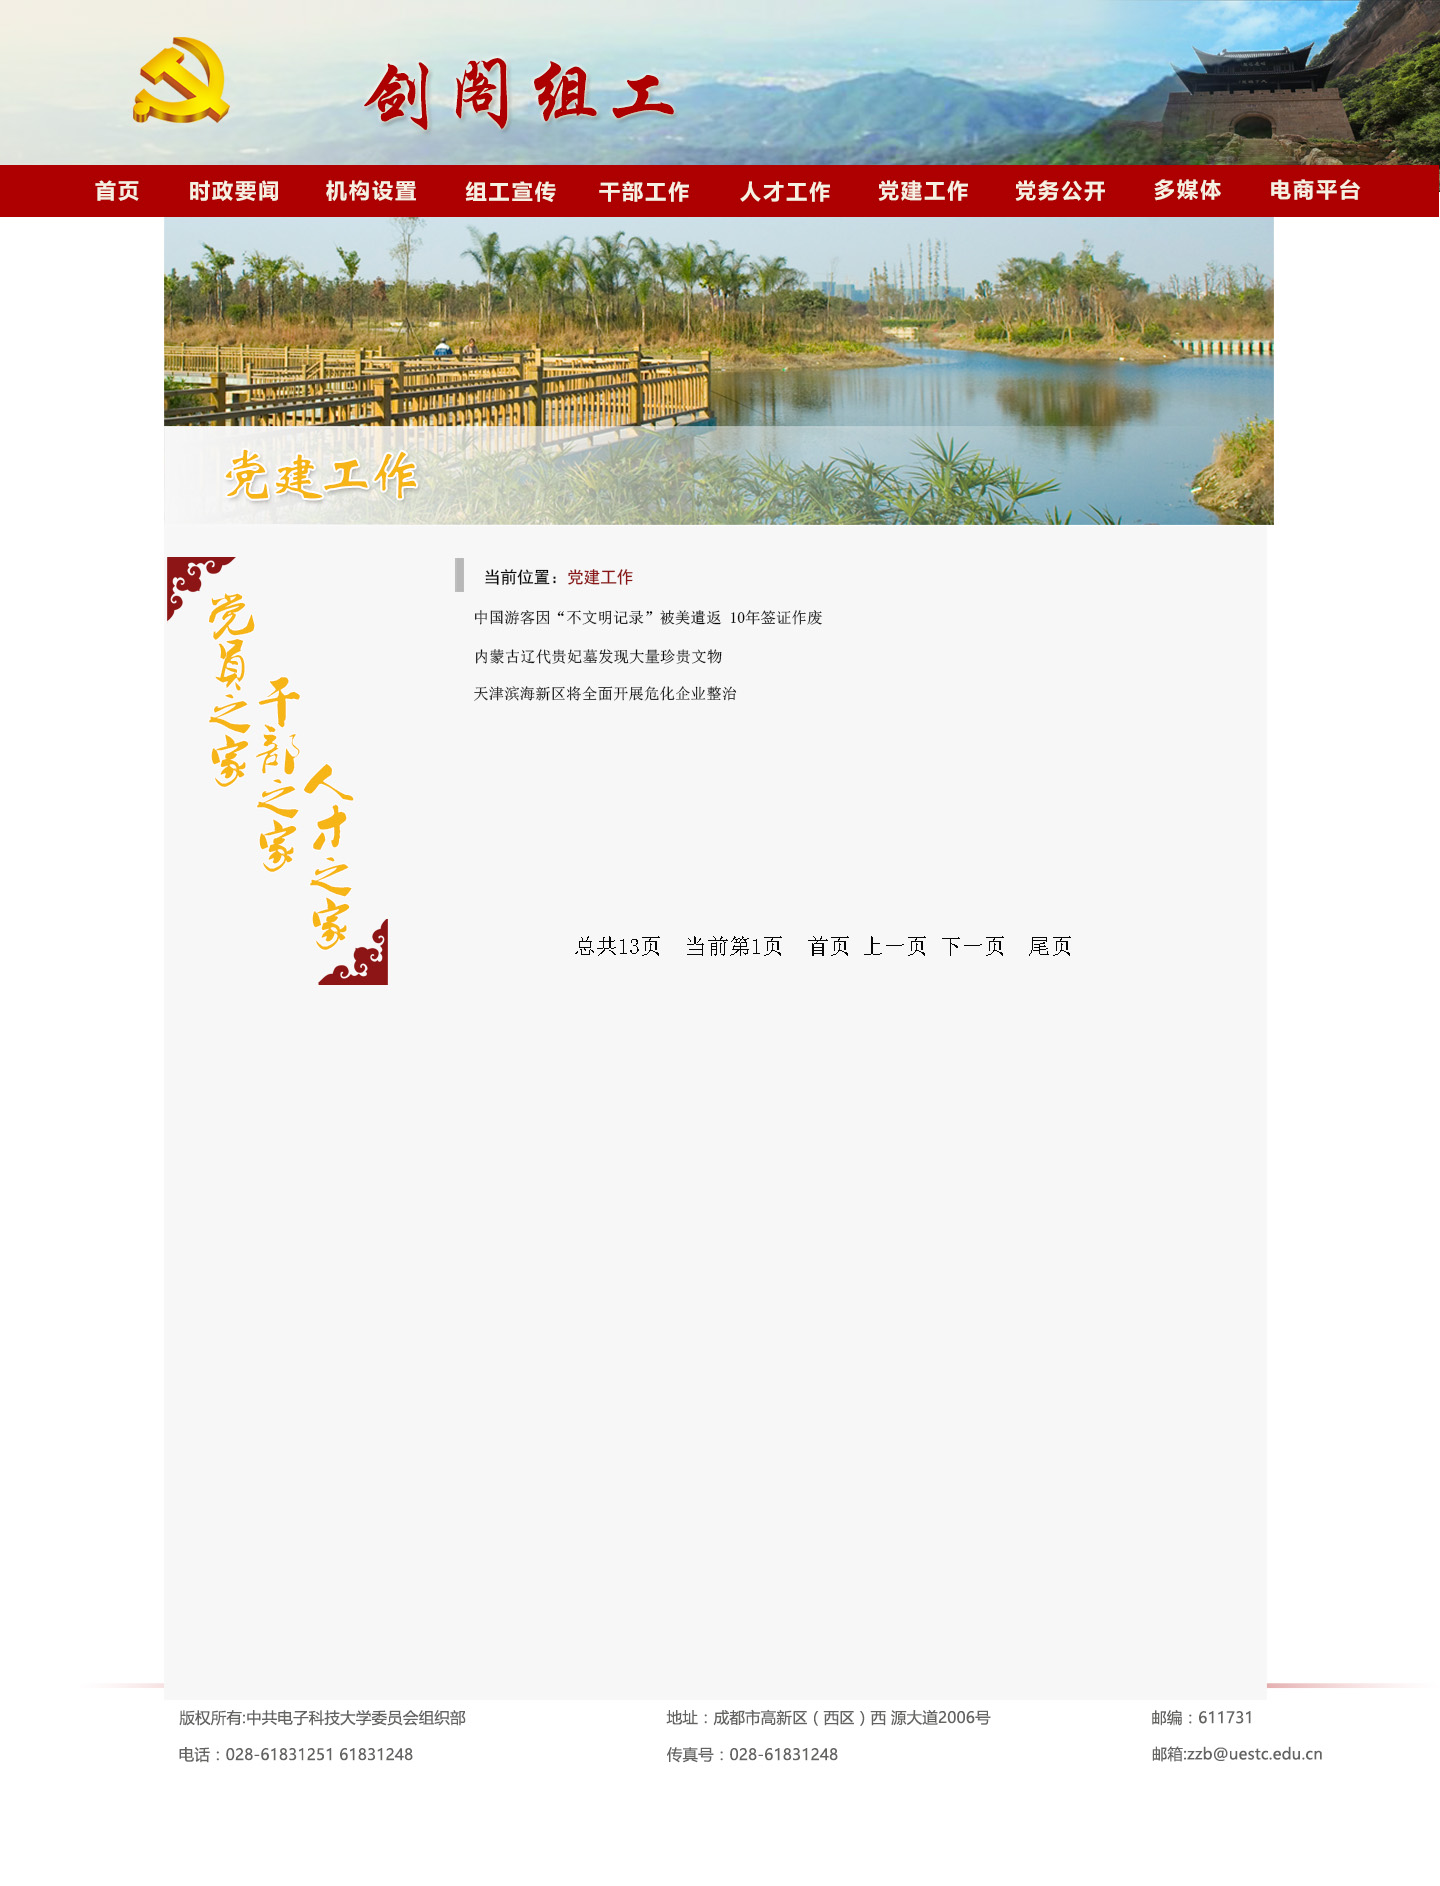 剑阁组工
首页 时政要闻 机构设置 组工宣传 干部工作 人才工作 党建工作 党务公开 多媒体 电商平台
党建工作
党员之家
干部之家
人才之家
当前位置：党建工作
中国游客因“不文明记录”被美遣返 10年签证作废
内蒙古辽代贵妃墓发现大量珍贵文物
天津滨海新区将全面开展危化企业整治
总共13页 当前第1页 首页 上一页 下一页 尾页
版权所有:中共电子科技大学委员会组织部 地址：成都市高新区（西区）西 源大道2006号 邮编：611731
电话：028-61831251 61831248 传真号：028-61831248 邮箱:zzb@uestc.edu.cn